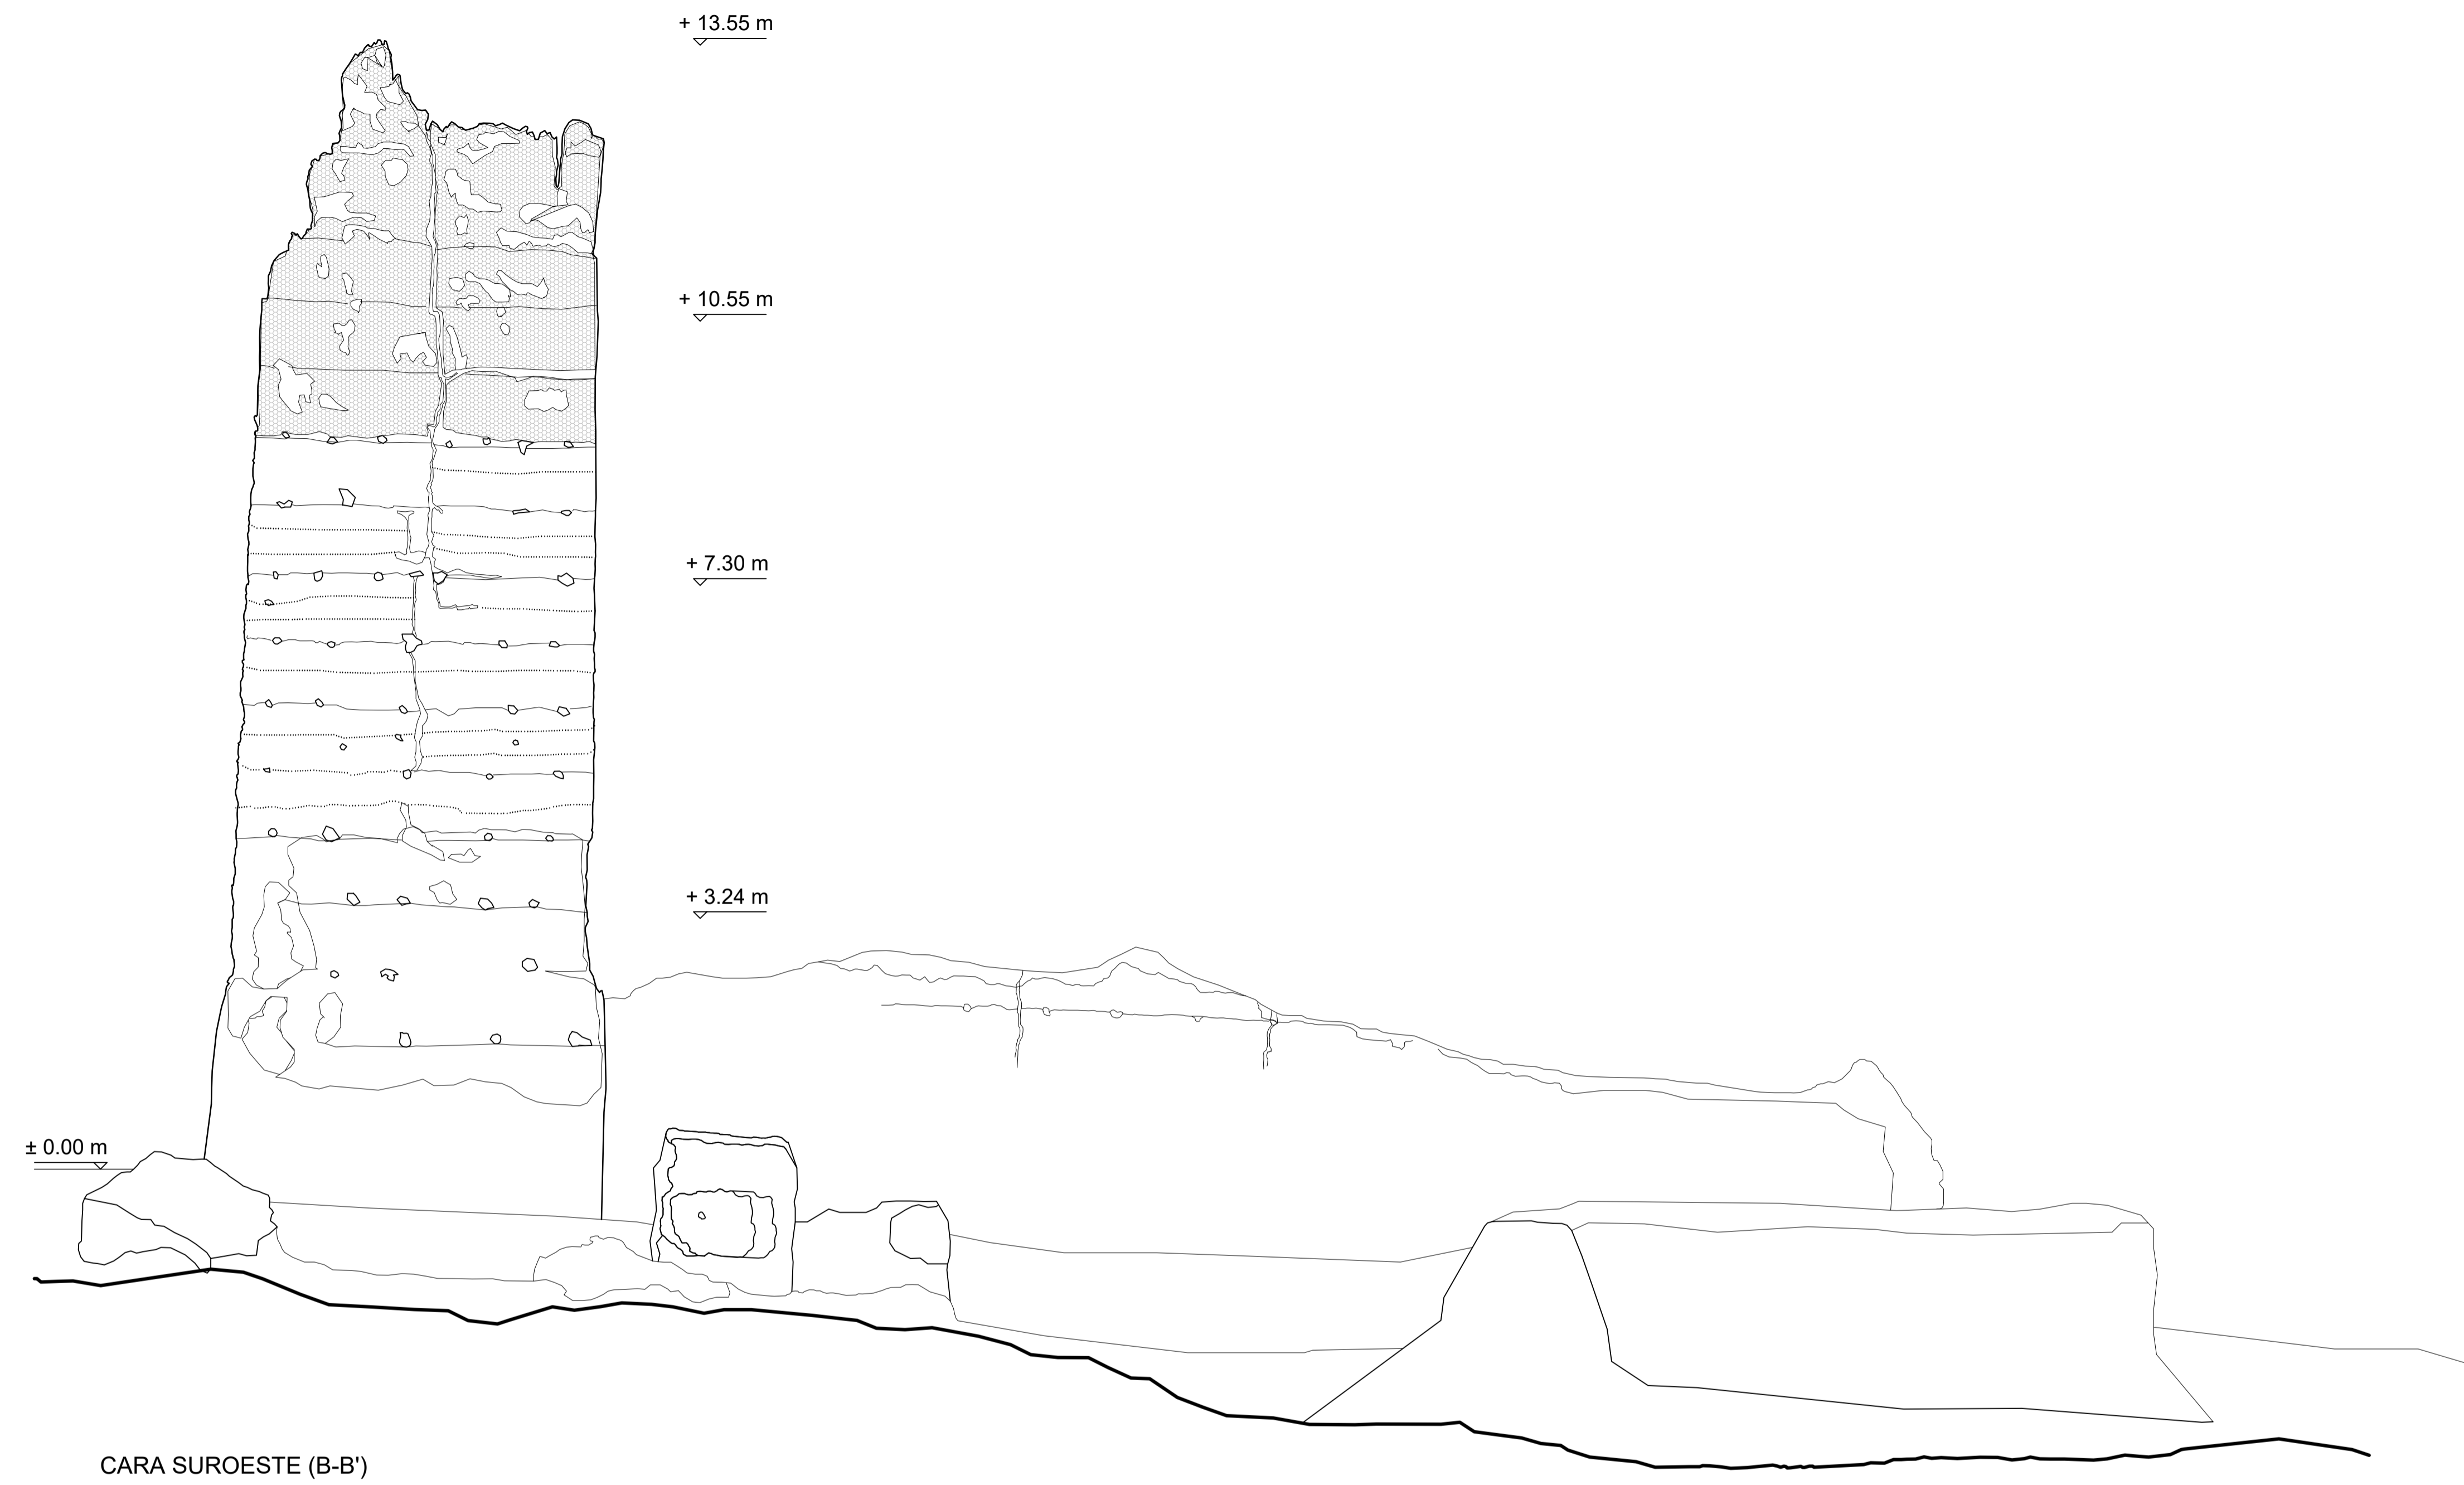 + 13.55 m
+ 10.55 m
+ 7.30 m
+ 3.24 m
± 0.00 m
CARA SUROESTE (B-B')